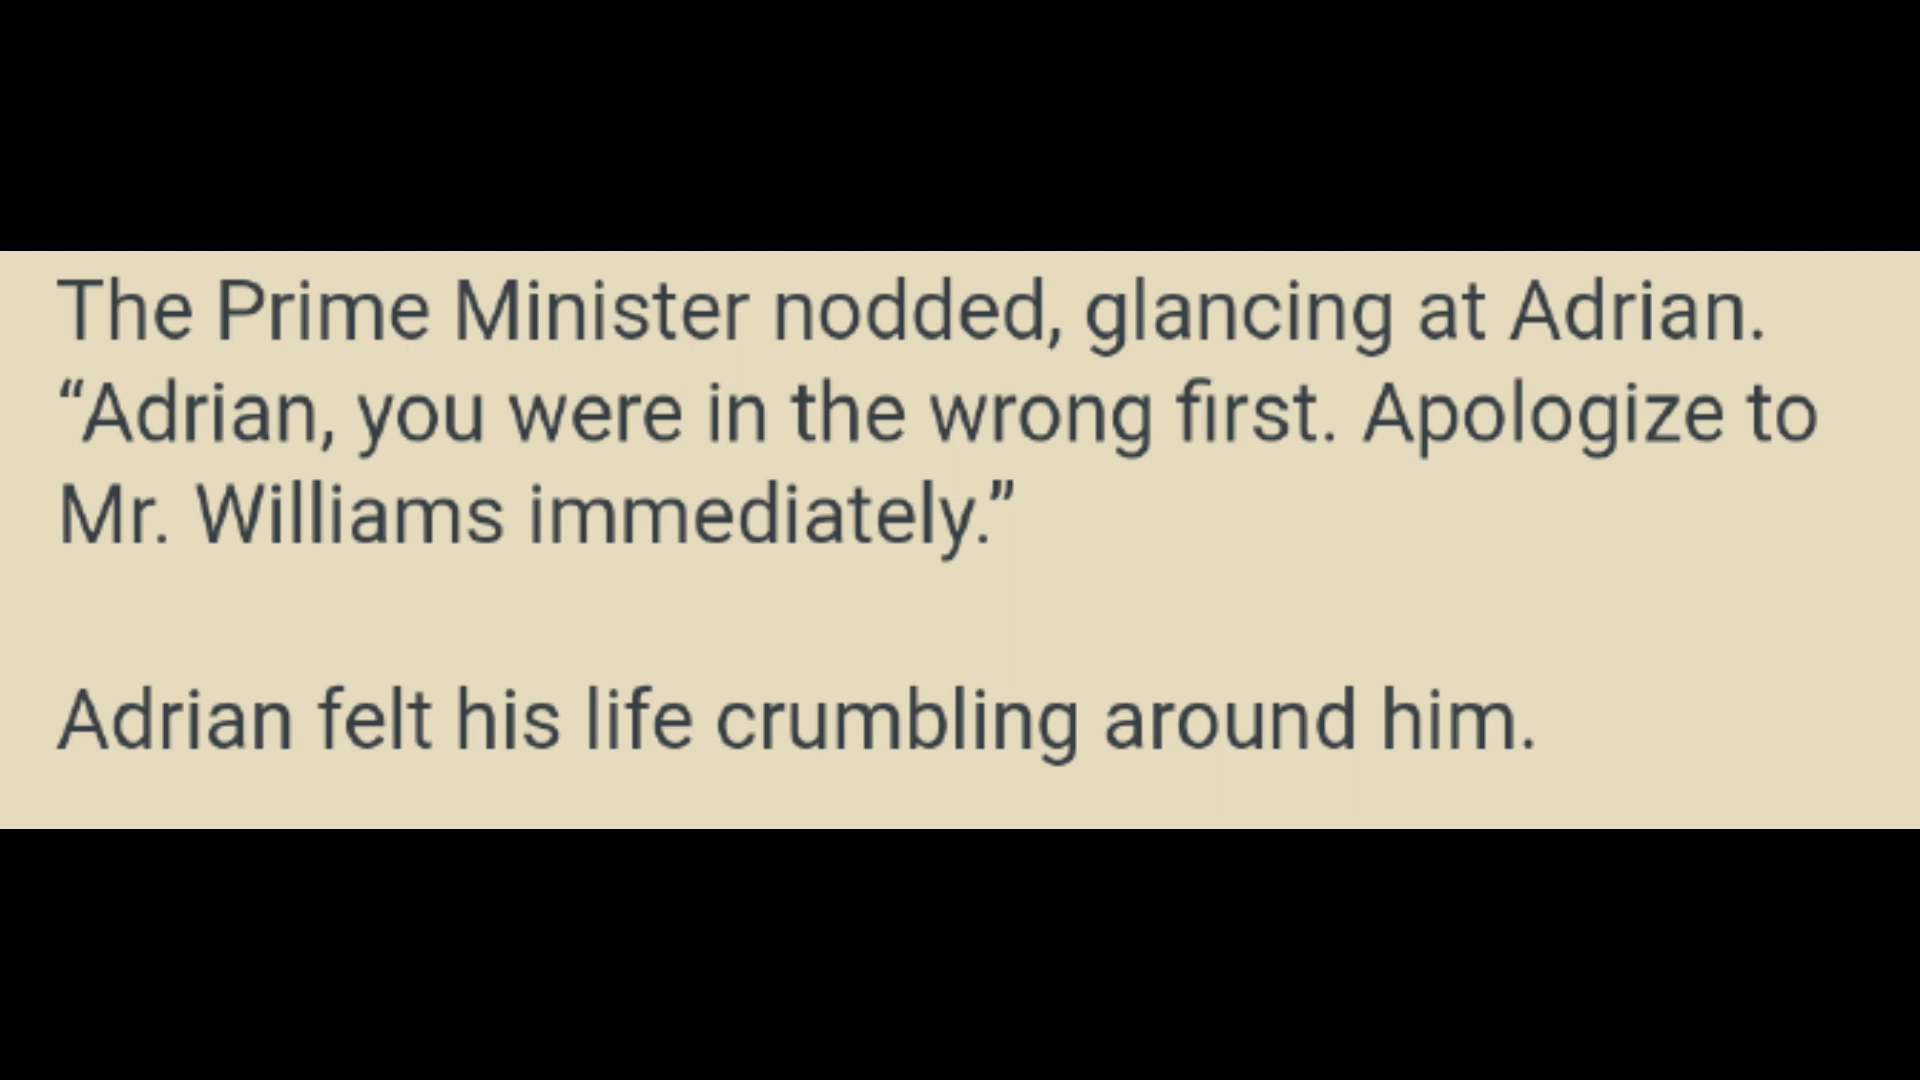 The Prime Minister nodded, glancing at Adrian.
“Adrian, you were in the wrong first. Apologize to
Mr. Williams immediately.”
Adrian felt his life crumbling around him.